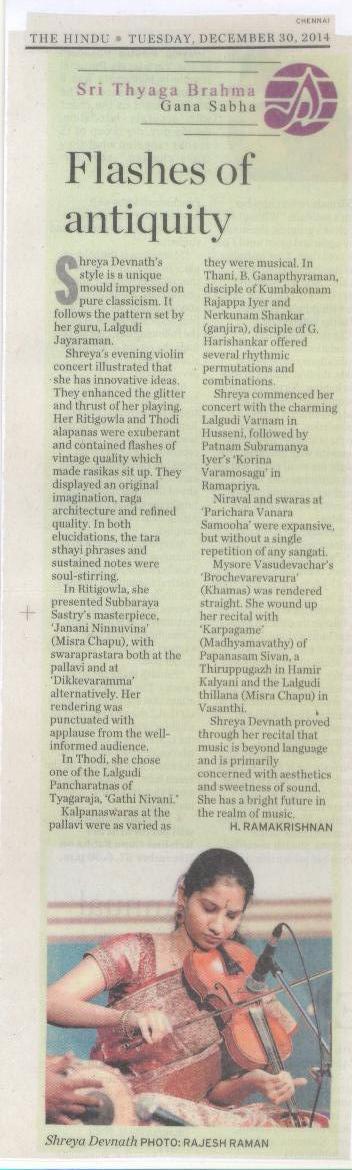 CHENNAI
THE HINDU • TUESDAY, DECEMBER 30, 2014
Sri Thyaga Brahma
Gana Sabha
Flashes of
antiquity
Shreya Devnath's
style is a unique
mould impressed on
pure classicism. It
follows the pattern set by
her guru, Lalgudi
Jayaraman.
Shreya's evening violin
concert illustrated that
she has innovative ideas.
They enhanced the glitter
and thrust of her playing.
Her Ritigowla and Thodi
alapanas were exuberant
and contained flashes of
vintage quality which
made rasikas sit up. They
displayed an original
imagination, raga
architecture and refined
quality. In both
elucidations, the tara
sthayi phrases and
sustained notes were
soul-stirring.
In Ritigowla, she
presented Subbaraya
Sastry's masterpiece,
'Janani Ninnuvina'
(Misra Chapu), with
swaraprastara both at the
pallavi and at
'Dikkevaramma'
alternatively. Her
rendering was
punctuated with
applause from the well-
informed audience.
In Thodi, she chose
one of the Lalgudi
Pancharatnas of
Tyagaraja, 'Gathi Nivani.'
Kalpanaswaras at the
pallavi were as varied as
they were musical. In
Thani, B. Ganapthyraman,
disciple of Kumbakonam
Rajappa Iyer and
Nerkunam Shankar
(ganjira), disciple of G.
Harishankar offered
several rhythmic
permutations and
combinations.
Shreya commenced her
concert with the charming
Lalgudi Varnam in
Husseni, followed by
Patnam Subramanya
Iyer's 'Korina
Varamosagu' in
Ramapriya.
Niraval and swaras at
'Parichara Vanara
Samooha' were expansive,
but without a single
repetition of any sangati.
Mysore Vasudevachar's
'Brochevarevarura'
(Khamas) was rendered
straight. She wound up
her recital with
'Karpagame'
(Madhyamavathy) of
Papanasam Sivan, a
Thiruppugazh in Hamir
Kalyani and the Lalgudi
thillana (Misra Chapu) in
Vasanthi.
Shreya Devnath proved
through her recital that
music is beyond language
and is primarily
concerned with aesthetics
and sweetness of sound.
She has a bright future in
the realm of music.
H. RAMAKRISHNAN
Shreya Devnath PHOTO: RAJESH RAMAN